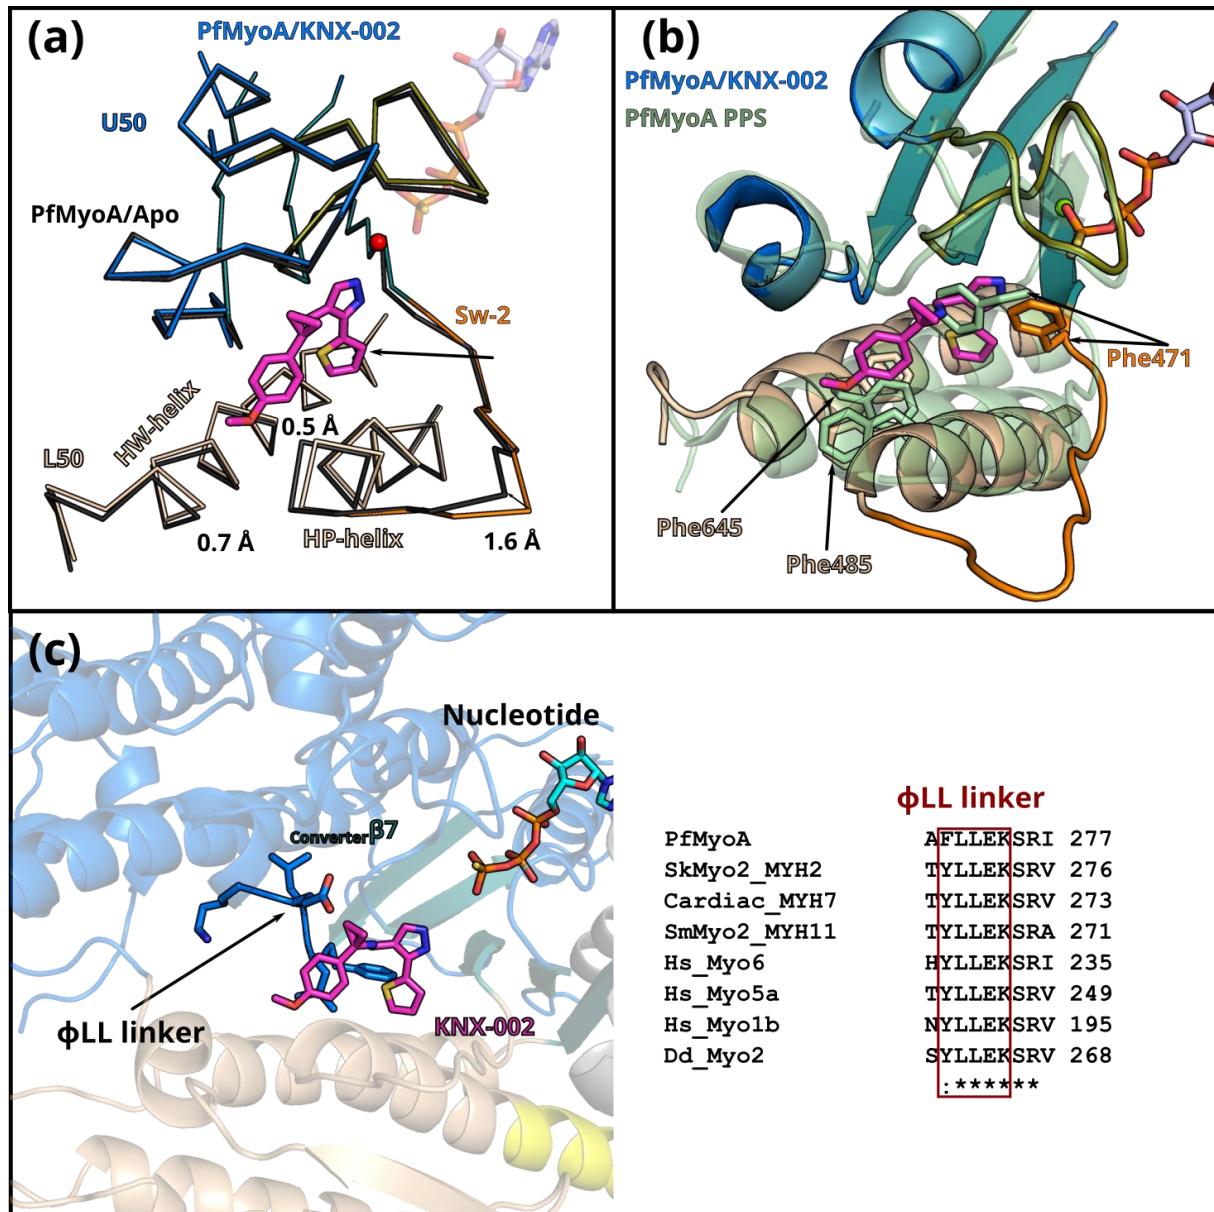 (a)
PfMyoA/KNX-002
U50
PfMyoA/Apo
Sw-2
HW-helix
0.5 Å
L50
0.7 Å
HP-helix
1.6 Å
(b)
PfMyoA/KNX-002
PfMyoA PPS
Phe471
Phe645
Phe485
(c)
Nucleotide
Converter β7
ϕLL linker
KNX-002
ϕLL linker
PfMyoA AFLLEKSRI 277
SkMyo2_MYH2 TYLLEKSRV 276
Cardiac_MYH7 TYLLEKSRV 273
SmMyo2_MYH11 TYLLEKSRA 271
Hs_Myo6 HYLLEKSRI 235
Hs_Myo5a TYLLEKSRV 249
Hs_Myo1b NYLLEKSRV 195
Dd_Myo2 SYLLEKSRV 268
:******